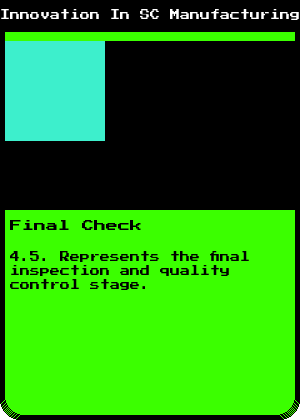 Innovation In SC Manufacturing
Final Check
4.5. Represents the final
inspection and quality
control stage.